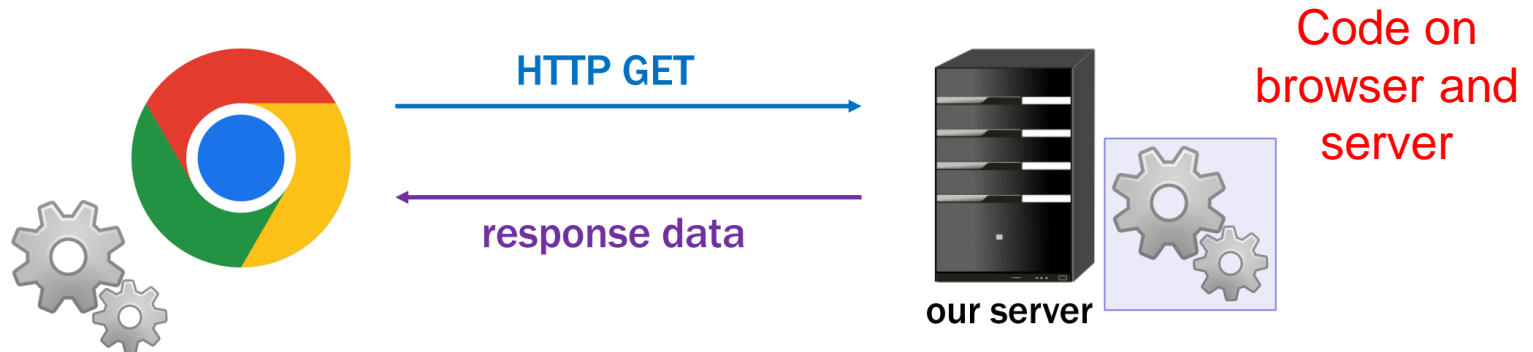 HTTP GET
response data
our server
Code on
browser and
server